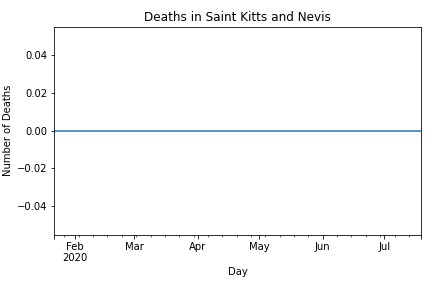 Deaths in Saint Kitts and Nevis
0.04
0.02
0.00
−0.02
−0.04
Number of Deaths
Feb Mar Apr May Jun Jul
2020
Day